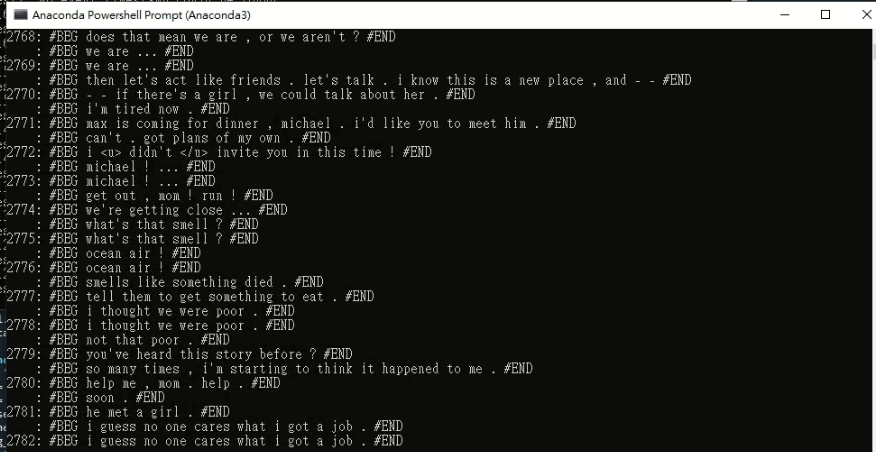 Anaconda Powershell Prompt (Anaconda3)
2768: #BEG does that mean we are , or we aren't ? #END
: #BEG we are ... #END
2769: #BEG we are ... #END
: #BEG then let's act like friends . let's talk . i know this is a new place , and - - #END
2770: #BEG - - if there's a girl , we could talk about her . #END
: #BEG i'm tired now . #END
2771: #BEG max is coming for dinner , michael . i'd like you to meet him . #END
: #BEG can't . got plans of my own . #END
2772: #BEG i <u> didn't </u> invite you in this time ! #END
: #BEG michael ! ... #END
2773: #BEG michael ! ... #END
: #BEG get out , mom ! run ! #END
2774: #BEG we're getting close ... #END
: #BEG what's that smell ? #END
2775: #BEG what's that smell ? #END
: #BEG ocean air ! #END
2776: #BEG ocean air ! #END
: #BEG smells like something died . #END
2777: #BEG tell them to get something to eat . #END
: #BEG i thought we were poor . #END
2778: #BEG i thought we were poor . #END
: #BEG not that poor . #END
2779: #BEG you've heard this story before ? #END
: #BEG so many times , i'm starting to think it happened to me . #END
2780: #BEG help me , mom . help . #END
: #BEG soon . #END
2781: #BEG he met a girl . #END
: #BEG i guess no one cares what i got a job . #END
2782: #BEG i guess no one cares what i got a job . #END